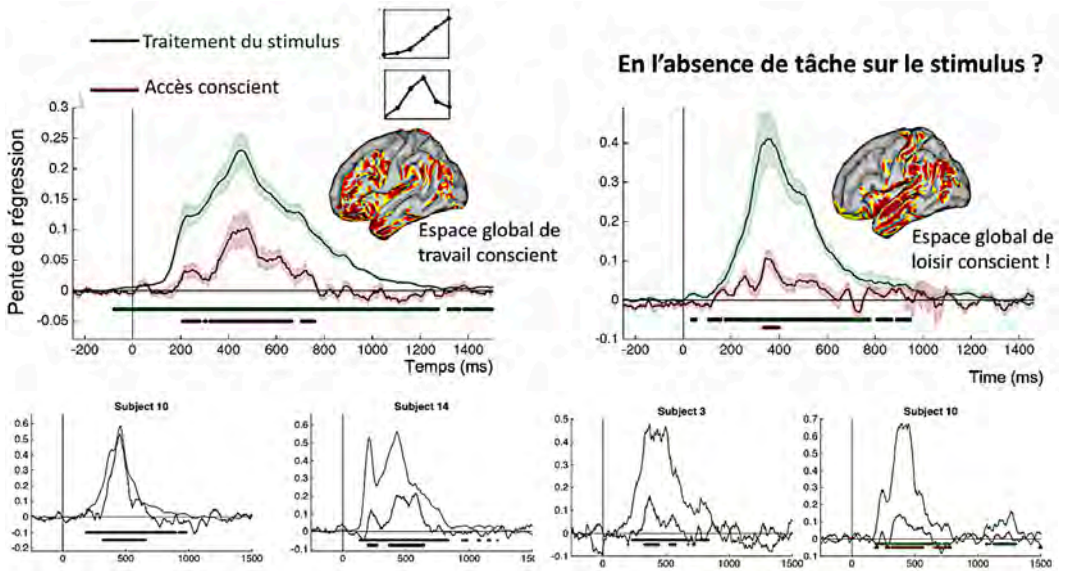 Traitement du stimulus
Accès conscient
En l'absence de tâche sur le stimulus ?
Pente de régression
0.3
0.25
0.2
0.15
0.1
0.05
0
-0.05
-200 0 200 400 600 800 1000 1200 1400
Temps (ms)
Espace global de
travail conscient
0.4
0.3
0.2
0.1
0
-0.1
-200 0 200 400 600 800 1000 1200 1400
Time (ms)
Espace global de
loisir conscient !
Subject 10
0.6
0.5
0.4
0.3
0.2
0.1
0
-0.1
-0.2
0 500 1000 1500
Subject 14
0.6
0.5
0.4
0.3
0.2
0.1
0
-0.1
0 500 1000 1500
Subject 3
0.5
0.4
0.3
0.2
0.1
0
-0.1
0 500 1000 1500
Subject 10
0.7
0.6
0.5
0.4
0.3
0.2
0.1
0
-0.1
0 500 1000 1500